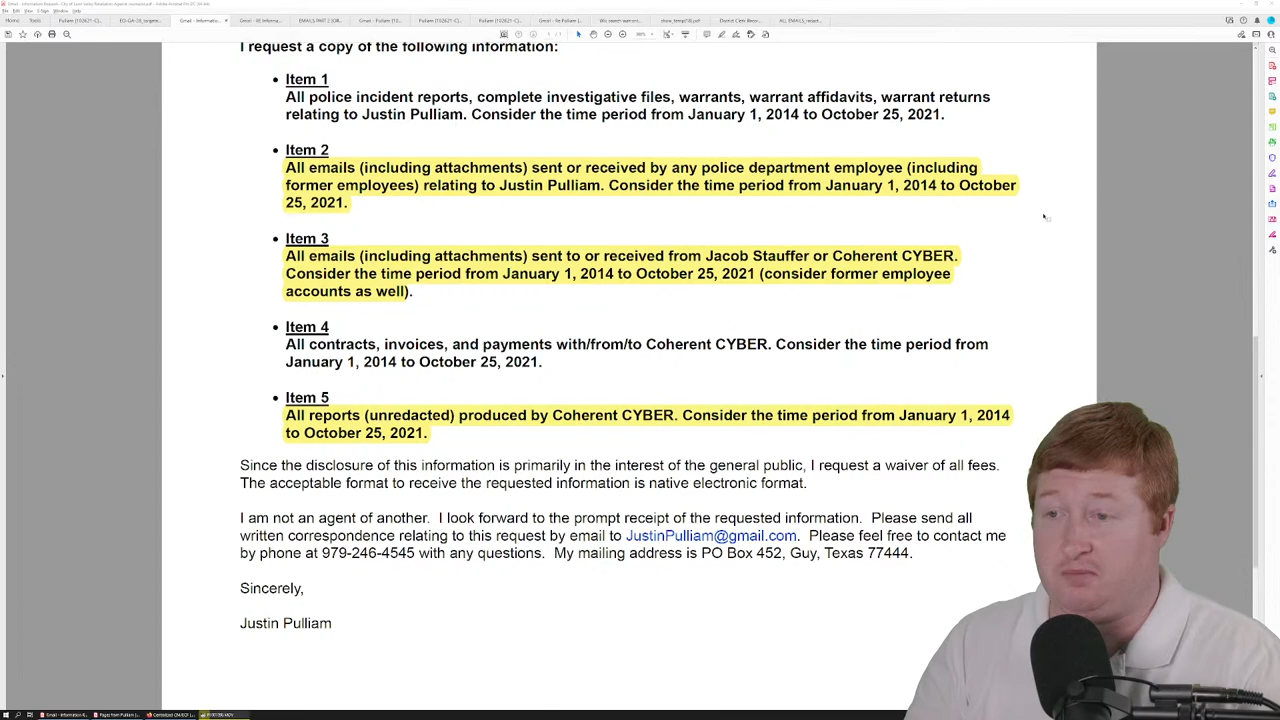 Home Tools Gmail - Informatio...
I request a copy of the following information:
• Item 1
All police incident reports, complete investigative files, warrants, warrant affidavits, warrant returns
relating to Justin Pulliam. Consider the time period from January 1, 2014 to October 25, 2021.
• Item 2
All emails (including attachments) sent or received by any police department employee (including
former employees) relating to Justin Pulliam. Consider the time period from January 1, 2014 to October
25, 2021.
• Item 3
All emails (including attachments) sent to or received from Jacob Stauffer or Coherent CYBER.
Consider the time period from January 1, 2014 to October 25, 2021 (consider former employee
accounts as well).
• Item 4
All contracts, invoices, and payments with/from/to Coherent CYBER. Consider the time period from
January 1, 2014 to October 25, 2021.
• Item 5
All reports (unredacted) produced by Coherent CYBER. Consider the time period from January 1, 2014
to October 25, 2021.
Since the disclosure of this information is primarily in the interest of the general public, I request a waiver of all fees.
The acceptable format to receive the requested information is native electronic format.
I am not an agent of another. I look forward to the prompt receipt of the requested information. Please send all
written correspondence relating to this request by email to JustinPulliam@gmail.com. Please feel free to contact me
by phone at 979-246-4545 with any questions. My mailing address is PO Box 452, Guy, Texas 77444.
Sincerely,
Justin Pulliam